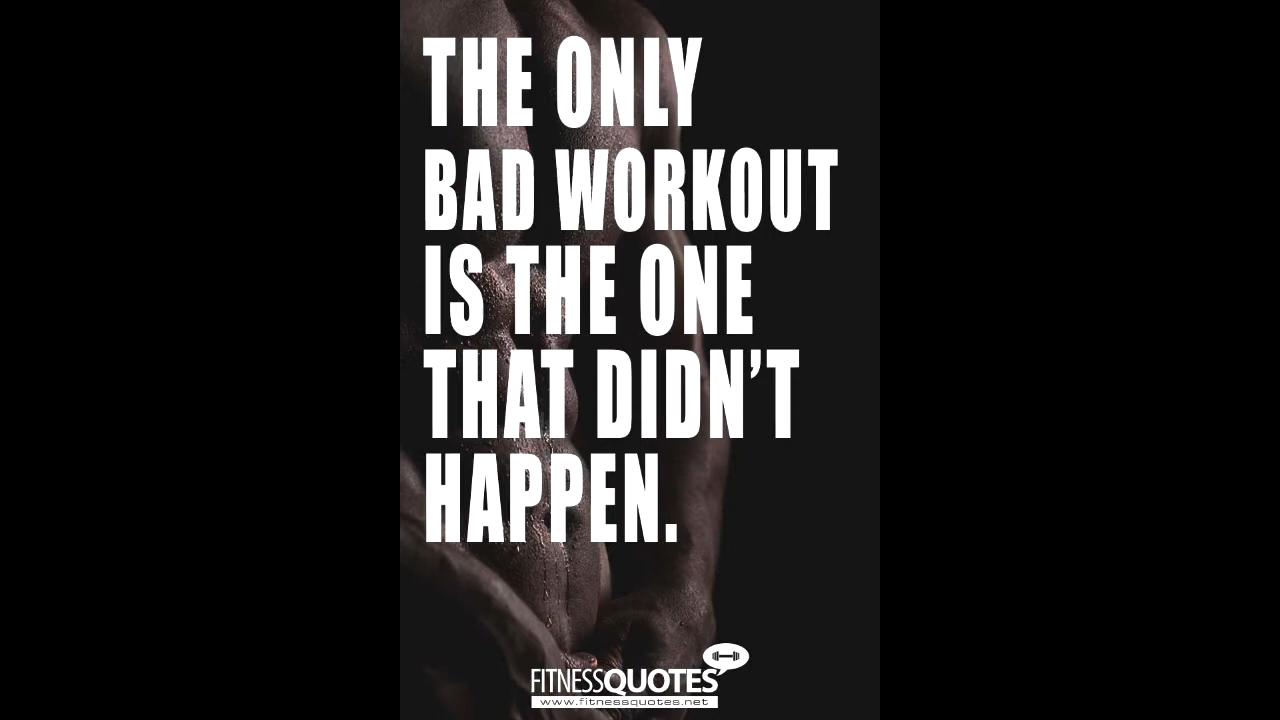 THE ONLY
BAD WORKOUT
IS THE ONE
THAT DIDN’T
HAPPEN.
FITNESSQUOTES
www.fitnessquotes.net